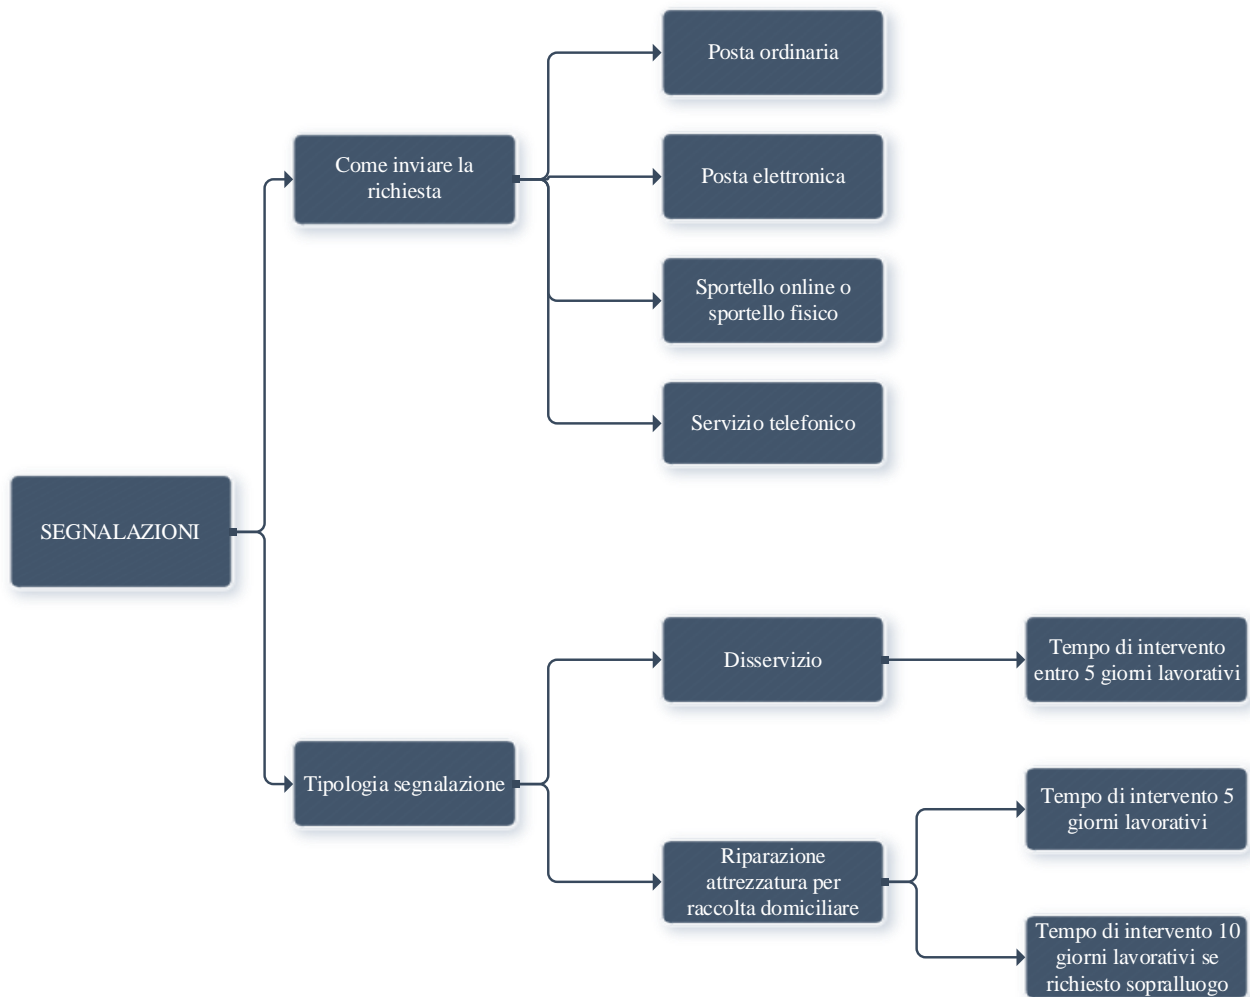 Posta ordinaria
Come inviare la
richiesta
Posta elettronica
Sportello online o
sportello fisico
Servizio telefonico
SEGNALAZIONI
Disservizio
Tempo di intervento
entro 5 giorni lavorativi
Tipologia segnalazione
Tempo di intervento 5
giorni lavorativi
Riparazione
attrezzatura per
raccolta domiciliare
Tempo di intervento 10
giorni lavorativi se
richiesto sopralluogo